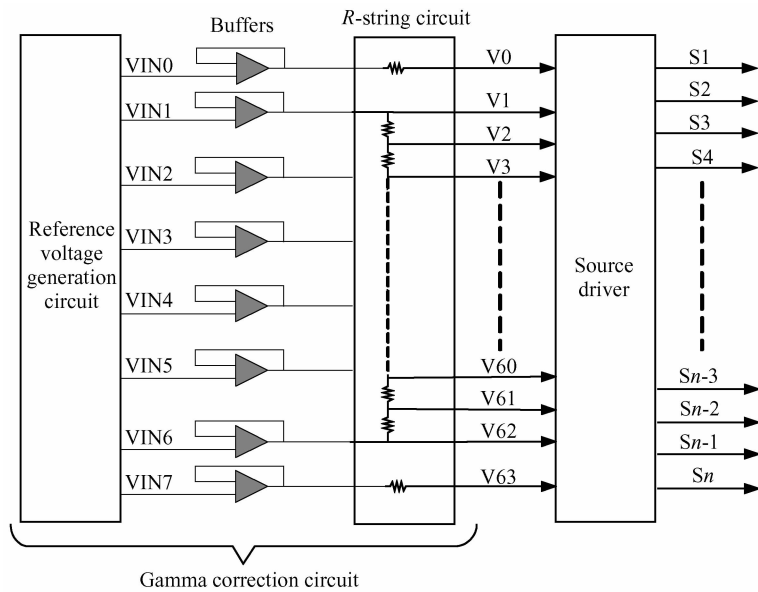 Buffers
R-string circuit
Reference
voltage
generation
circuit
VIN0
VIN1
VIN2
VIN3
VIN4
VIN5
VIN6
VIN7
V0
V1
V2
V3
V60
V61
V62
V63
Source
driver
S1
S2
S3
S4
Sn-3
Sn-2
Sn-1
Sn
Gamma correction circuit